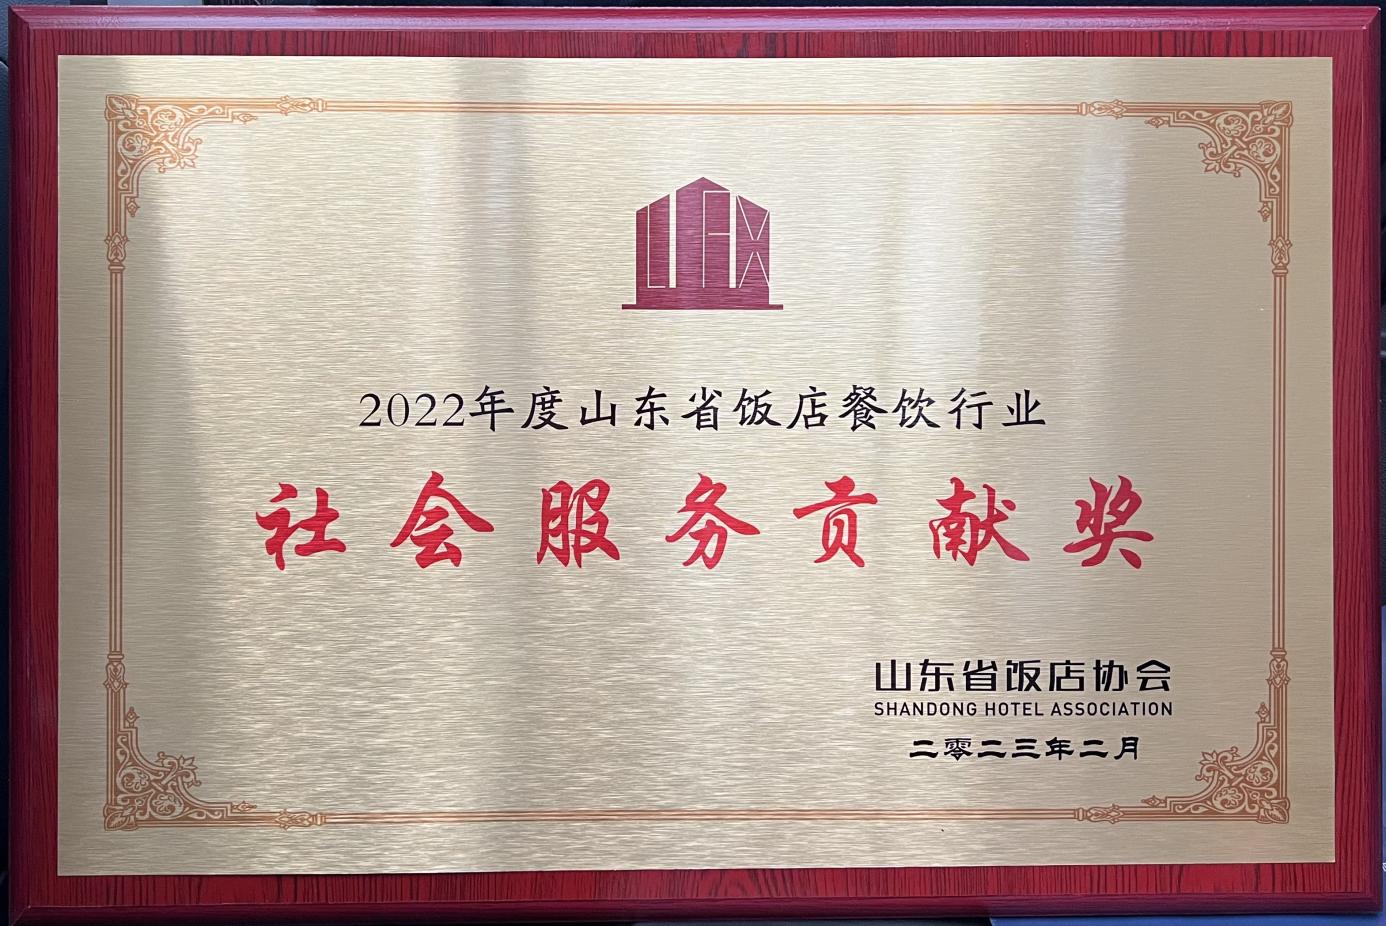 2022年度山东省饭店餐饮行业
社会服务贡献奖
山东省饭店协会
SHANDONG HOTEL ASSOCIATION
二零二三年二月